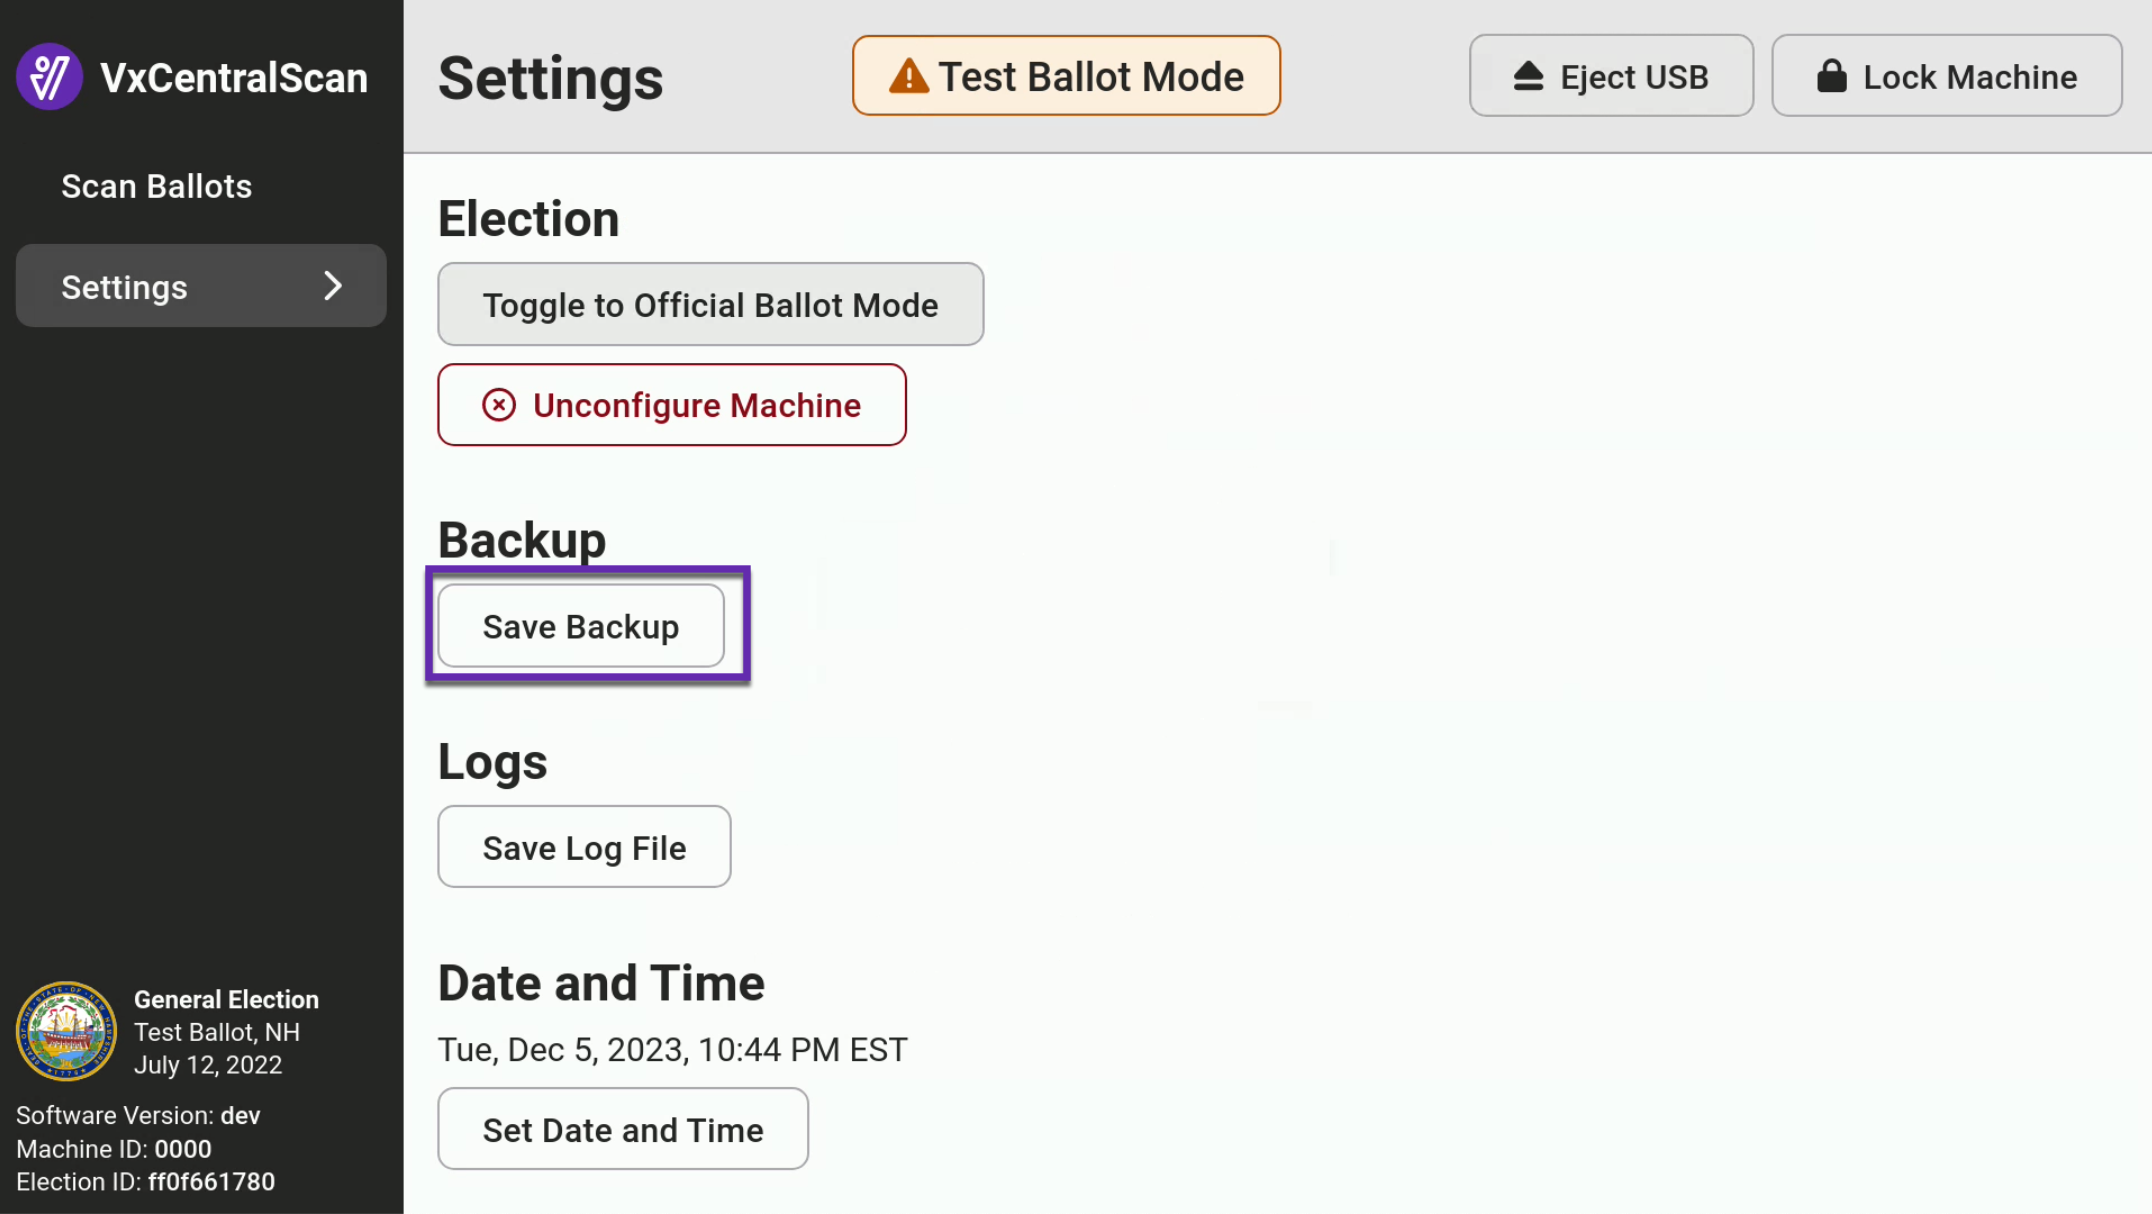 VxCentralScan
Scan Ballots
Settings
General Election
Test Ballot, NH
July 12, 2022
Software Version: dev
Machine ID: 0000
Election ID: ff0f661780
Settings
Test Ballot Mode
Eject USB
Lock Machine
Election
Toggle to Official Ballot Mode
Unconfigure Machine
Backup
Save Backup
Logs
Save Log File
Date and Time
Tue, Dec 5, 2023, 10:44 PM EST
Set Date and Time